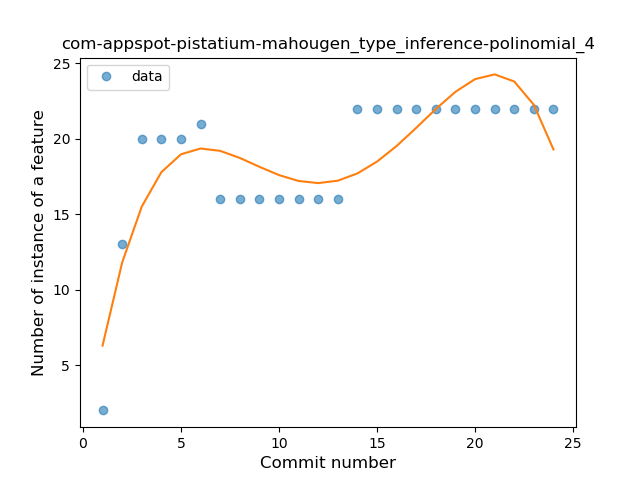 com-appspot-pistatium-mahougen_type_inference-polinomial_4
data
Number of instance of a feature
25
20
15
10
5
0 5 10 15 20 25
Commit number